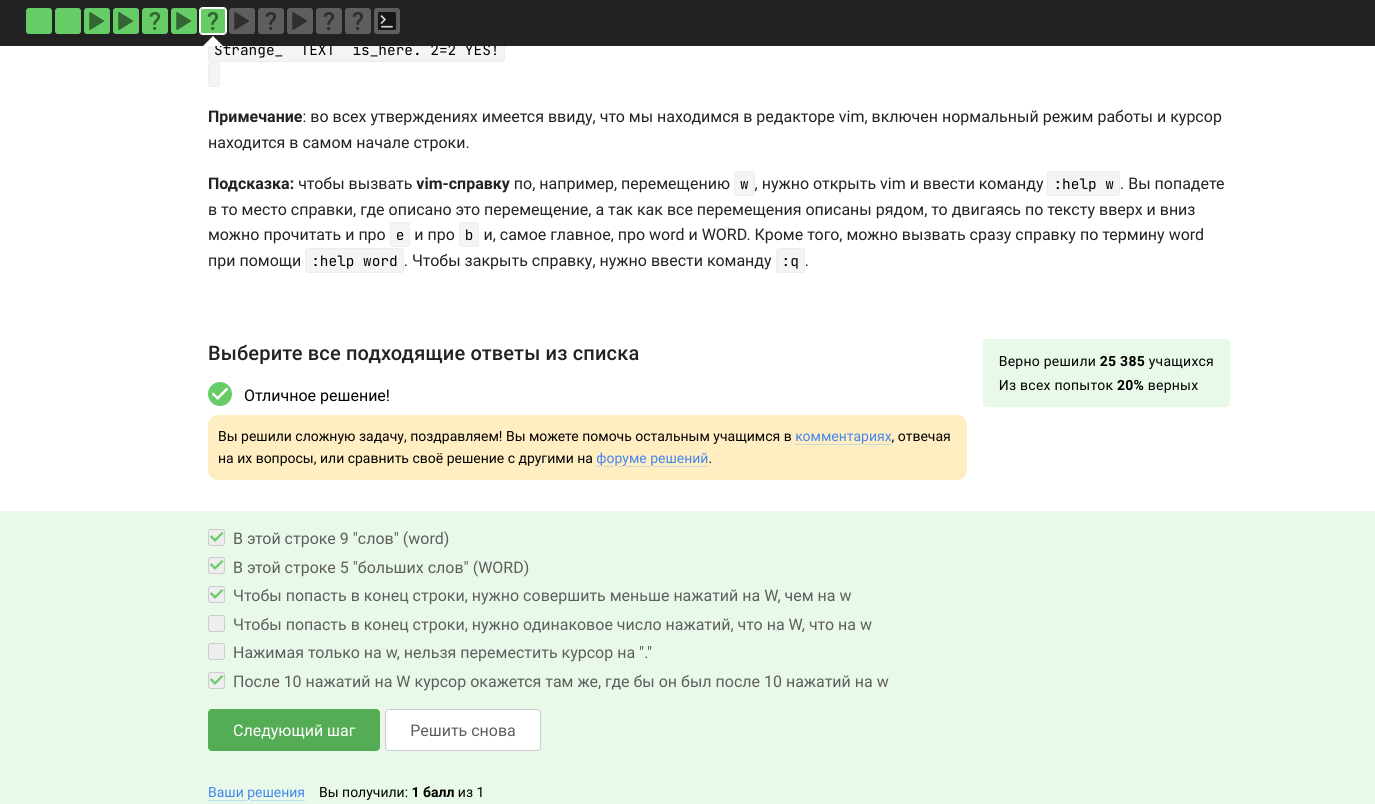 Strange_  TEXT  is_here. 2=2 YES!
Примечание: во всех утверждениях имеется ввиду, что мы находимся в редакторе vim, включен нормальный режим работы и курсор
находится в самом начале строки.
Подсказка: чтобы вызвать vim-справку по, например, перемещению w, нужно открыть vim и ввести команду :help w. Вы попадете
в то место справки, где описано это перемещение, а так как все перемещения описаны рядом, то двигаясь по тексту вверх и вниз
можно прочитать и про e и про b и, самое главное, про word и WORD. Кроме того, можно вызвать сразу справку по термину word
при помощи :help word. Чтобы закрыть справку, нужно ввести команду :q.
Выберите все подходящие ответы из списка
Верно решили 25 385 учащихся
Из всех попыток 20% верных
Отличное решение!
Вы решили сложную задачу, поздравляем! Вы можете помочь остальным учащимся в комментариях, отвечая
на их вопросы, или сравнить своё решение с другими на форуме решений.
В этой строке 9 "слов" (word)
В этой строке 5 "больших слов" (WORD)
Чтобы попасть в конец строки, нужно совершить меньше нажатий на W, чем на w
Чтобы попасть в конец строки, нужно одинаковое число нажатий, что на W, что на w
Нажимая только на w, нельзя переместить курсор на "."
После 10 нажатий на W курсор окажется там же, где бы он был после 10 нажатий на w
Следующий шаг
Решить снова
Ваши решения Вы получили: 1 балл из 1